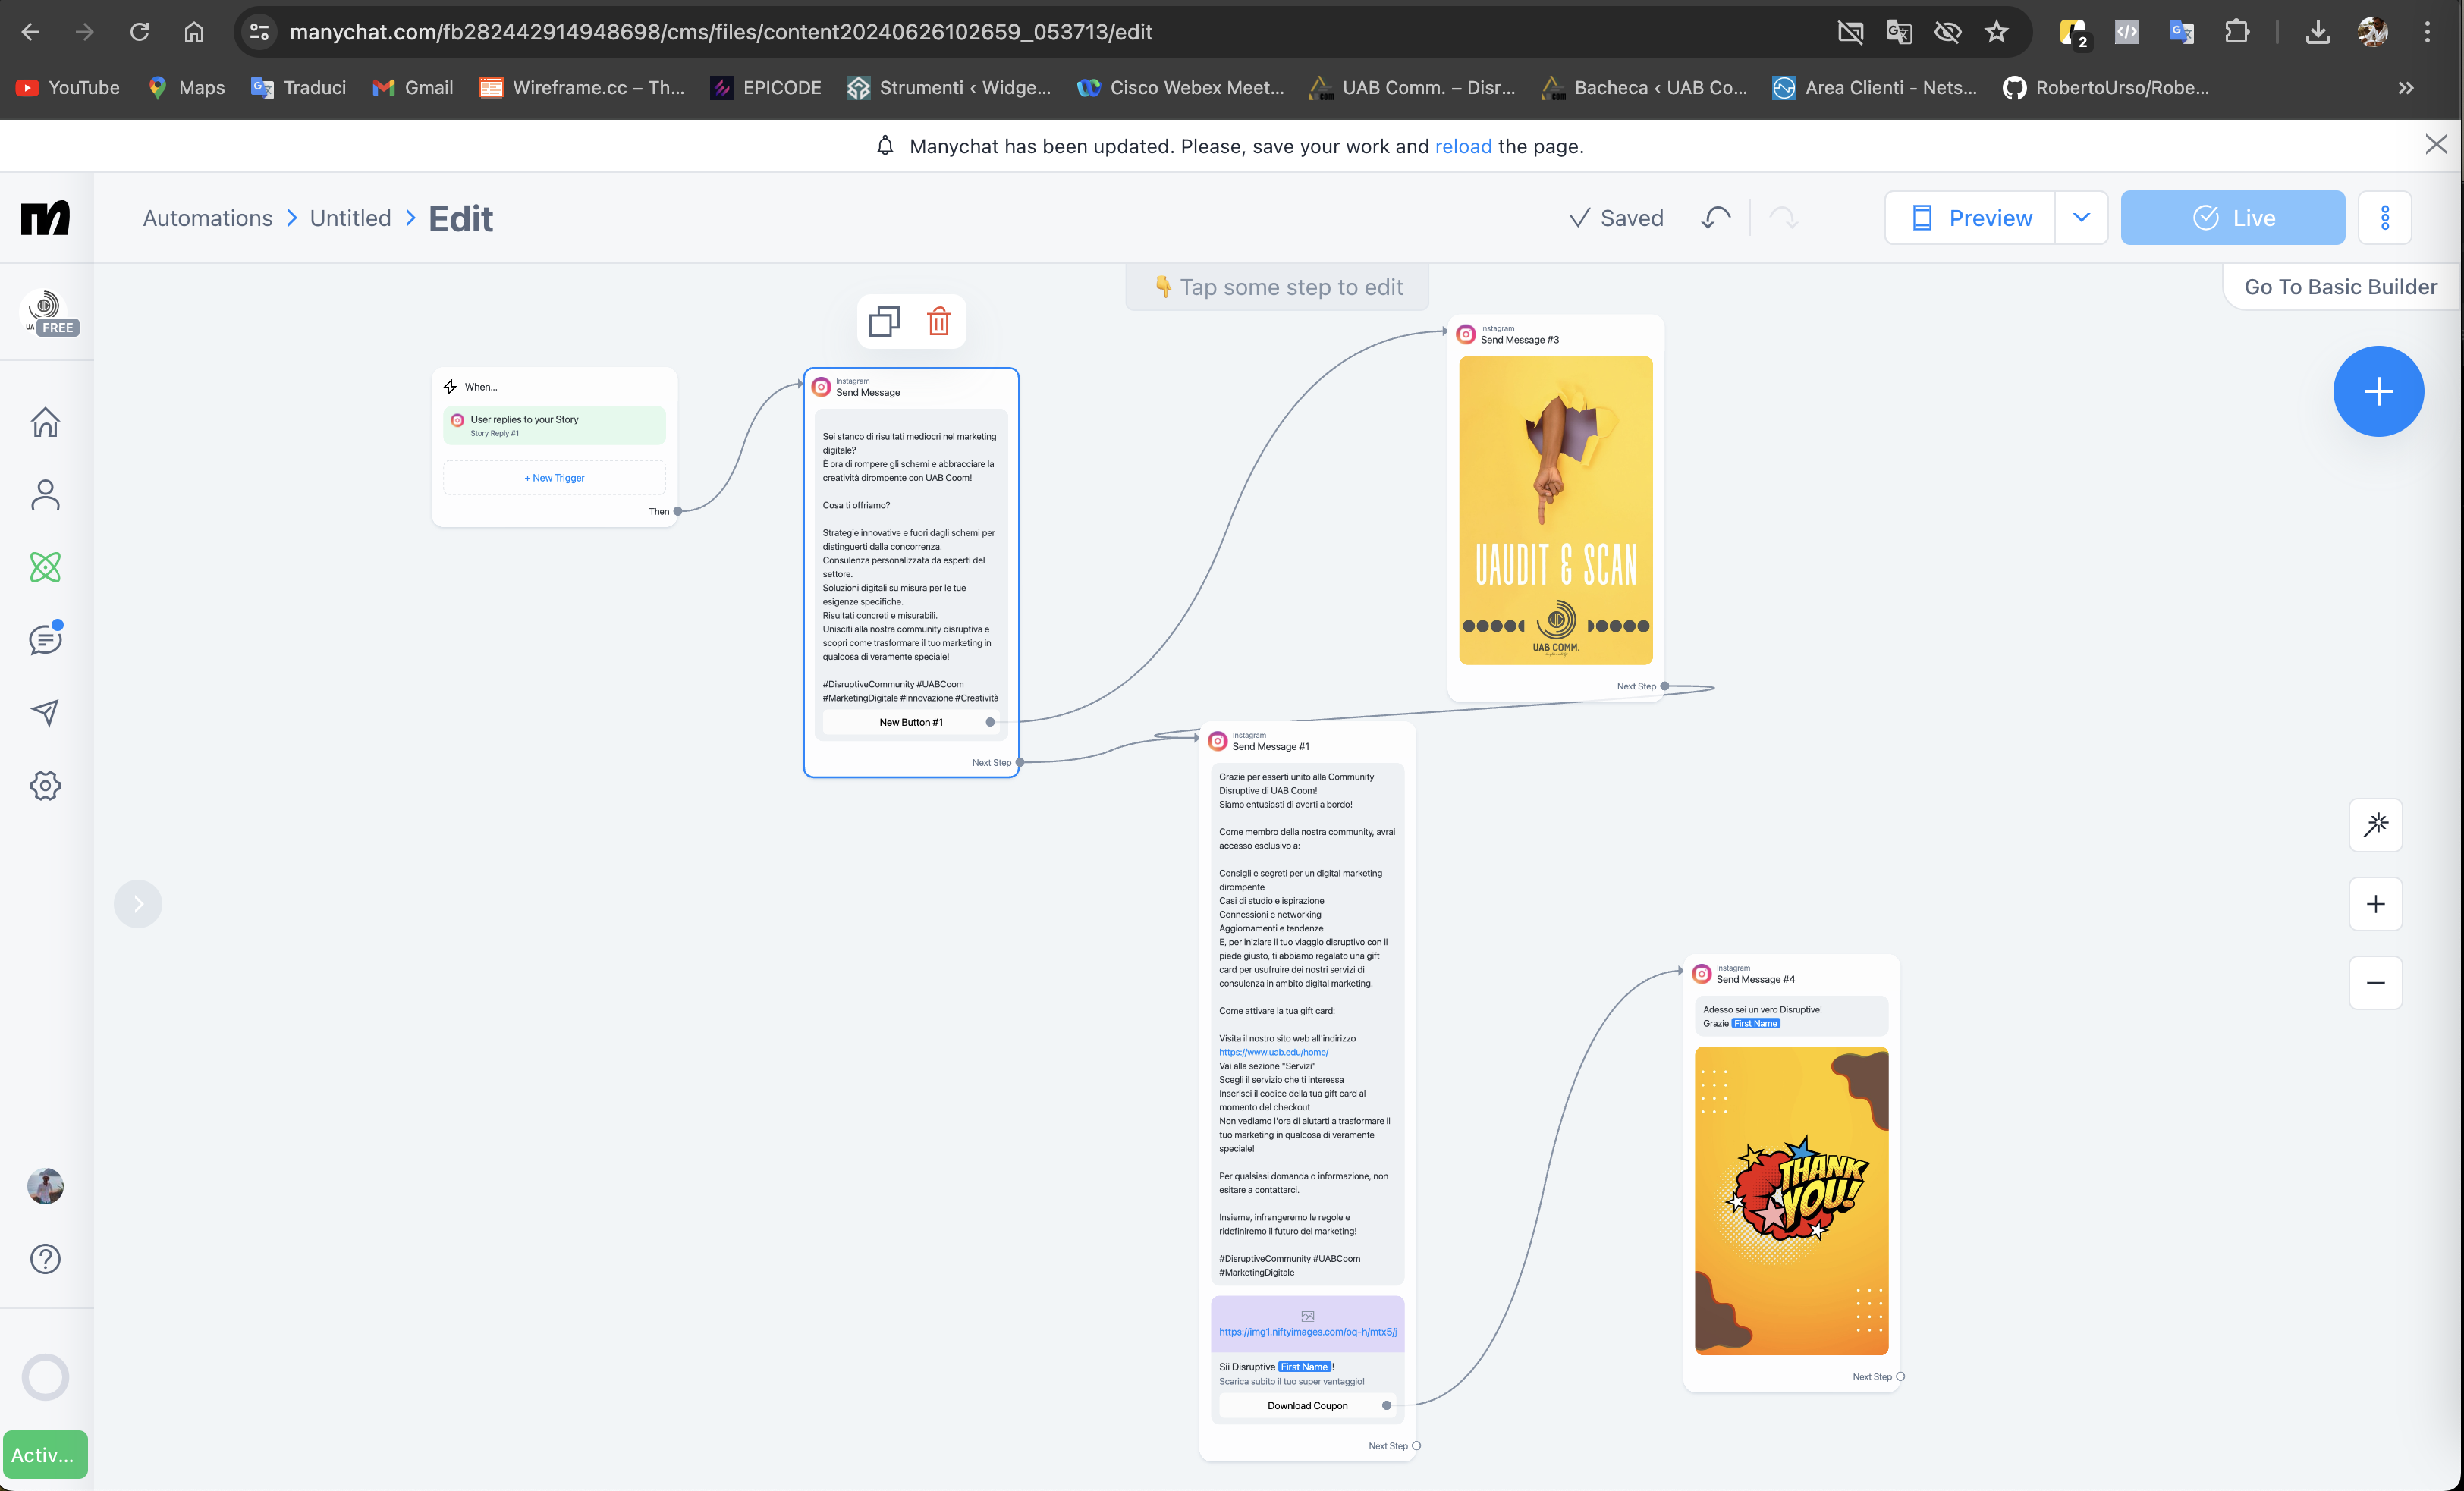 manychat.com/fb282442914948698/cms/files/content20240626102659_053713/edit
2
YouTube
Maps
Traduci
Gmail
Wireframe.cc – Th...
EPICODE
Strumenti ‹ Widge...
Cisco Webex Meet...
UAB Comm. – Disr...
Bacheca ‹ UAB Co...
Area Clienti - Nets...
RobertoUrso/Robe...
Manychat has been updated. Please, save your work and reload the page.
Automations > Untitled > Edit
Saved
Preview
Live
FREE
👇 Tap some step to edit
Go To Basic Builder
When...
User replies to your Story
Story Reply #1
+ New Trigger
Then
Instagram
Send Message
Sei stanco di risultati mediocri nel marketing
digitale?
È ora di rompere gli schemi e abbracciare la
creatività dirompente con UAB Coom!
Cosa ti offriamo?
Strategie innovative e fuori dagli schemi per
distinguerti dalla concorrenza.
Consulenza personalizzata da esperti del
settore.
Soluzioni digitali su misura per le tue
esigenze specifiche.
Risultati concreti e misurabili.
Unisciti alla nostra community disruptiva e
scopri come trasformare il tuo marketing in
qualcosa di veramente speciale!
#DisruptiveCommunity #UABCoom
#MarketingDigitale #Innovazione #Creatività
New Button #1
Next Step
Instagram
Send Message #3
UAUDIT & SCAN
UAB COMM.
Next Step
Instagram
Send Message #1
Grazie per esserti unito alla Community
Disruptive di UAB Coom!
Siamo entusiasti di averti a bordo!
Come membro della nostra community, avrai
accesso esclusivo a:
Consigli e segreti per un digital marketing
dirompente
Casi di studio e ispirazione
Connessioni e networking
Aggiornamenti e tendenze
E, per iniziare il tuo viaggio disruptivo con il
piede giusto, ti abbiamo regalato una gift
card per usufruire dei nostri servizi di
consulenza in ambito digital marketing.
Come attivare la tua gift card:
Visita il nostro sito web all'indirizzo
https://www.uab.edu/home/
Vai alla sezione "Servizi"
Scegli il servizio che ti interessa
Inserisci il codice della tua gift card al
momento del checkout
Non vediamo l'ora di aiutarti a trasformare il
tuo marketing in qualcosa di veramente
speciale!
Per qualsiasi domanda o informazione, non
esitare a contattarci.
Insieme, infrangeremo le regole e
ridefiniremo il futuro del marketing!
#DisruptiveCommunity #UABCoom
#MarketingDigitale
https://img1.niftyimages.com/oq-h/mtx5/
Sii Disruptive First Name !
Scarica subito il tuo super vantaggio!
Download Coupon
Next Step
Instagram
Send Message #4
Adesso sei un vero Disruptive!
Grazie First Name
THANK
YOU!
Next Step
Activ...